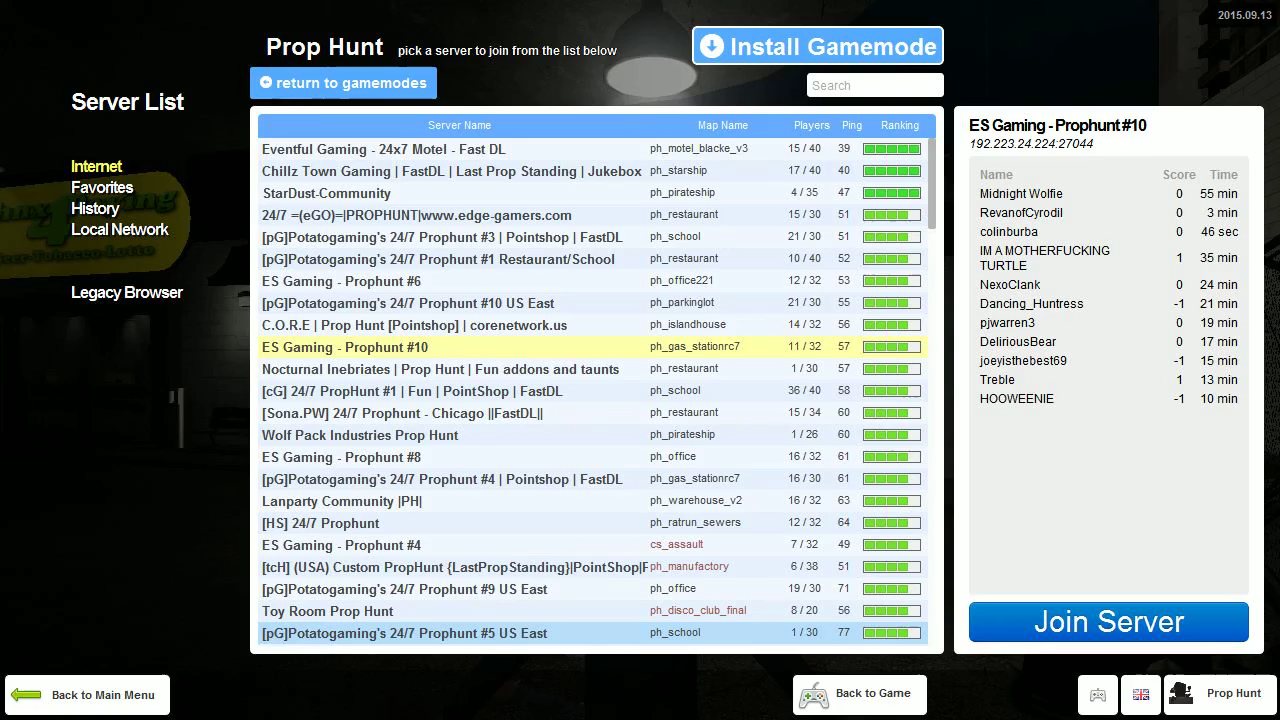 2015.09.13
Prop Hunt pick a server to join from the list below
Install Gamemode
return to gamemodes
Search
Server List
Internet
Favorites
History
Local Network
Legacy Browser
Server Name Map Name Players Ping Ranking
Eventful Gaming - 24x7 Motel - Fast DL ph_motel_blacke_v3 15 / 40 39
Chillz Town Gaming | FastDL | Last Prop Standing | Jukebox ph_starship 17 / 40 40
StarDust-Community ph_pirateship 4 / 35 47
24/7 =(eGO)=|PROPHUNT|www.edge-gamers.com ph_restaurant 15 / 30 51
[pG]Potatogaming's 24/7 Prophunt #3 | Pointshop | FastDL ph_school 21 / 30 51
[pG]Potatogaming's 24/7 Prophunt #1 Restaurant/School ph_restaurant 10 / 40 52
ES Gaming - Prophunt #6 ph_office221 12 / 32 53
[pG]Potatogaming's 24/7 Prophunt #10 US East ph_parkinglot 21 / 30 55
C.O.R.E | Prop Hunt [Pointshop] | corenetwork.us ph_islandhouse 14 / 32 56
ES Gaming - Prophunt #10 ph_gas_stationrc7 11 / 32 57
Nocturnal Inebriates | Prop Hunt | Fun addons and taunts ph_restaurant 1 / 30 57
[cG] 24/7 PropHunt #1 | Fun | PointShop | FastDL ph_school 36 / 40 58
[Sona.PW] 24/7 Prophunt - Chicago ||FastDL|| ph_restaurant 15 / 34 60
Wolf Pack Industries Prop Hunt ph_pirateship 1 / 26 60
ES Gaming - Prophunt #8 ph_office 16 / 32 61
[pG]Potatogaming's 24/7 Prophunt #4 | Pointshop | FastDL ph_gas_stationrc7 16 / 30 61
Lanparty Community |PH| ph_warehouse_v2 16 / 32 63
[HS] 24/7 Prophunt ph_ratrun_sewers 12 / 32 64
ES Gaming - Prophunt #4 cs_assault 7 / 32 49
[tcH] (USA) Custom PropHunt {LastPropStanding}|PointShop|F ph_manufactory 6 / 38 51
[pG]Potatogaming's 24/7 Prophunt #9 US East ph_office 19 / 30 71
Toy Room Prop Hunt ph_disco_club_final 8 / 20 56
[pG]Potatogaming's 24/7 Prophunt #5 US East ph_school 1 / 30 77
ES Gaming - Prophunt #10
192.223.24.224:27044
Name Score Time
Midnight Wolfie 0 55 min
RevanofCyrodil 0 3 min
colinburba 0 46 sec
IM A MOTHERFUCKING
TURTLE 1 35 min
NexoClank 0 24 min
Dancing_Huntress -1 21 min
pjwarren3 0 19 min
DeliriousBear 0 17 min
joeyisthebest69 -1 15 min
Treble 1 13 min
HOOWEENIE -1 10 min
Join Server
Back to Main Menu
Back to Game
Prop Hunt